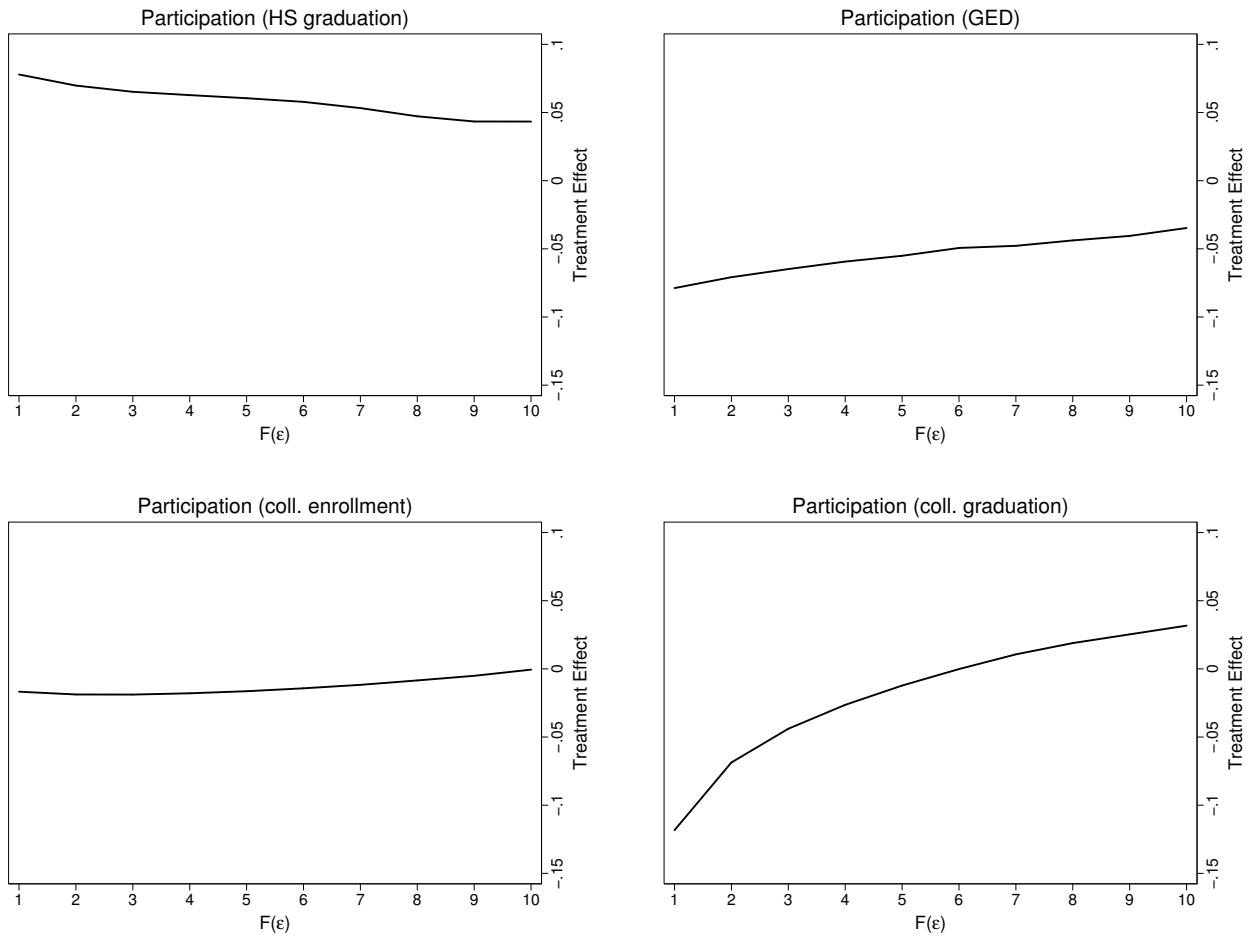 Participation (HS graduation)
.1
.05
0
−.05
−.1
−.15
Treatment Effect
1 2 3 4 5 6 7 8 9 10
F(ε)
Participation (GED)
.1
.05
0
−.05
−.1
−.15
Treatment Effect
1 2 3 4 5 6 7 8 9 10
F(ε)
Participation (coll. enrollment)
.1
.05
0
−.05
−.1
−.15
Treatment Effect
1 2 3 4 5 6 7 8 9 10
F(ε)
Participation (coll. graduation)
.1
.05
0
−.05
−.1
−.15
Treatment Effect
1 2 3 4 5 6 7 8 9 10
F(ε)